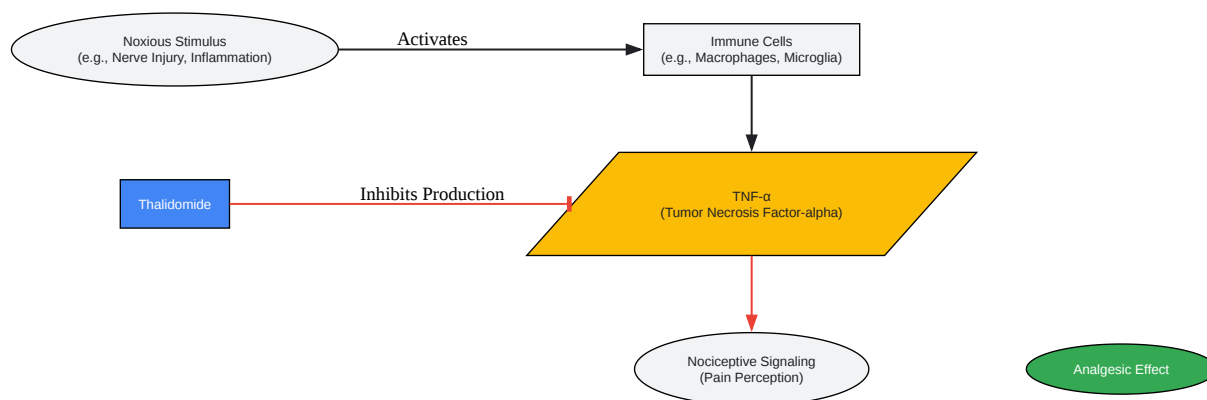 Noxious Stimulus
(e.g., Nerve Injury, Inflammation)
Activates
Immune Cells
(e.g., Macrophages, Microglia)
Thalidomide
Inhibits Production
TNF-α
(Tumor Necrosis Factor-alpha)
Nociceptive Signaling
(Pain Perception)
Analgesic Effect